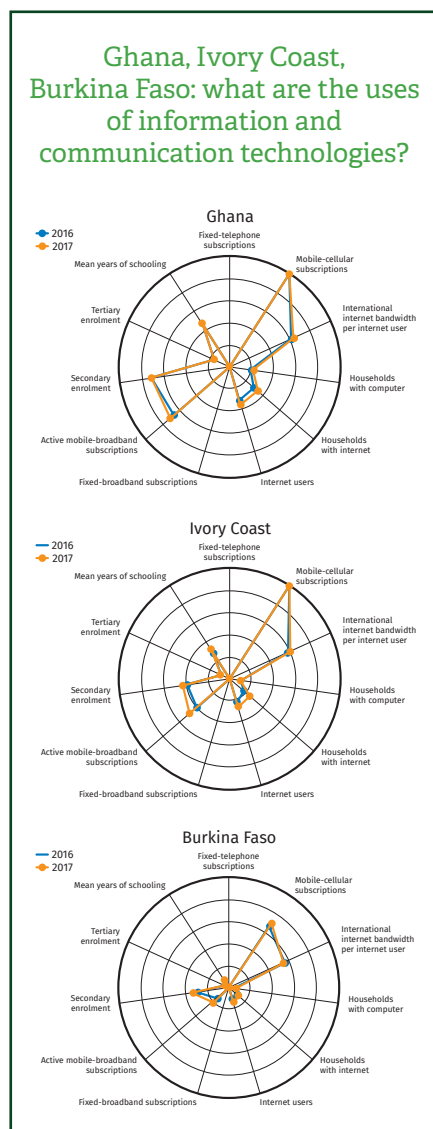 Ghana, Ivory Coast,
Burkina Faso: what are the uses
of information and
communication technologies?
Ghana
2016
2017
Fixed-telephone
subscriptions
Mobile-cellular
subscriptions
International
internet bandwidth
per internet user
Households
with computer
Households
with internet
Internet users
Fixed-broadband subscriptions
Active mobile-broadband
subscriptions
Secondary
enrolment
Tertiary
enrolment
Mean years of schooling
Ivory Coast
2016
2017
Fixed-telephone
subscriptions
Mobile-cellular
subscriptions
International
internet bandwidth
per internet user
Households
with computer
Households
with internet
Internet users
Fixed-broadband subscriptions
Active mobile-broadband
subscriptions
Secondary
enrolment
Tertiary
enrolment
Mean years of schooling
Burkina Faso
2016
2017
Fixed-telephone
subscriptions
Mobile-cellular
subscriptions
International
internet bandwidth
per internet user
Households
with computer
Households
with internet
Internet users
Fixed-broadband subscriptions
Active mobile-broadband
subscriptions
Secondary
enrolment
Tertiary
enrolment
Mean years of schooling